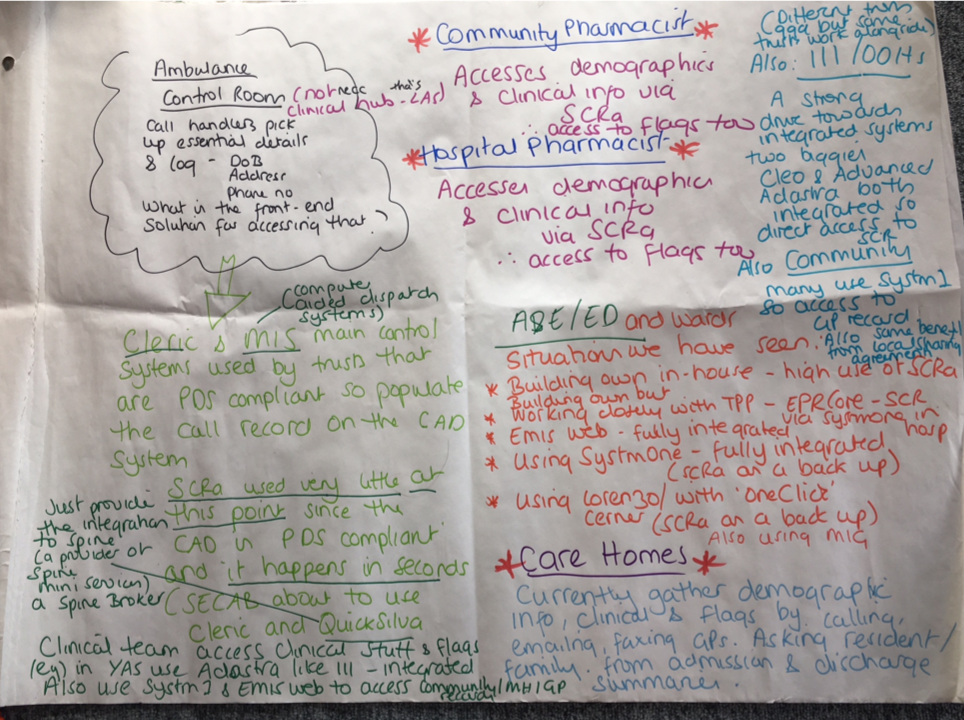 Ambulance
Control Room (not nec
that's
clinical hub - LAS)
Call handlers pick
up essential details
& log - DoB
Address
Phone no
What is the front-end
Solution for accessing that?
computer
(aided dispatch
systems)
Cleric & MIS main control
Systems used by trusts that
are PDS compliant so populate
the call record on the CAD
System
SCRa used very little at
this point since the
CAD is PDS compliant
and it happens in seconds
(SECAB about to use
Cleric and Quicksilva
Just provide
the integration
to spine
(a provider of
spine
mini services)
a Spine Broker
Clinical team access Clinical Stuff & flags
(eg) in YAS use Adastra like 111 - integrated
Also use Systm1 & Emis web to access community/MH/GP
records
* Community Pharmacist *
Accesses demographics
& Clinical info via
SCRa
∴ access to Flags too
* Hospital Pharmacist *
Accesses demographics
& Clinical info
via SCRa
∴ access to Flags too
(Different trusts
but same
trusts work alongside)
Also: 111/OOHs
A strong
drive towards
integrated systems
two biggies
Cleo & Advanced
Adastra both
integrated so
direct access to
SCR
Also Community
many use Systm1
so access to
GP record
Also same benefit
from local sharing
agreements
A&E/ED and wards
Situations we have seen:
* Building own in-house - high use of SCRa
* Building own but
working closely with TPP - EPR Core - SCR
via systmone in hosp
* Emis Web - fully integrated
* Using SystmOne - fully integrated
(SCRa as a back up)
* Using Lorenzo/ with 'OneClick'
Cerner (SCRa as a back up)
Also using MIG
* Care Homes *
Currently gather demographic
info, clinical & flags by calling,
emailing, faxing GPs. Asking resident/
family. from admission & discharge
summaries.